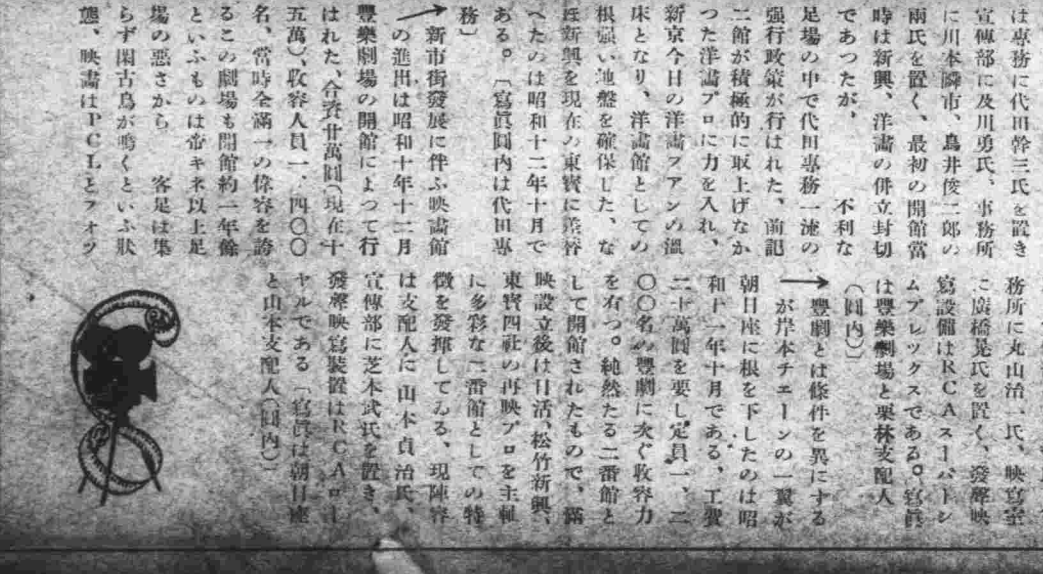 は専務に代田幹三氏を置き
宣傳部に及川勇氏、事務所
に川本隣市、鳥井俊二郎の
兩氏を置く、最初の開館當
時は新興、洋畵の併立封切
であつたが、　　不利な
足場の中で代田専務一流の
强行政策が行はれた、前記
二館が積極的に取上げなか
つた洋畵プロに力を入れ、
新京今日の洋畵フアンの溫
床となり、洋畵館としての
根强い地盤を確保した、な
ほ新興を現在の東寳に差替
へたのは昭和十二年十月で
ある。「寫眞圓內は代田専
務」
新市街發展に伴ふ映畵館
の進出は昭和十年十二月
豐樂劇場の開館によつて行
はれた、合資廿萬圓(現在十
五萬)、收容人員一、四〇〇
名、當時全滿一の偉容を誇
るこの劇場も開館約一年餘
といふものは帝キネ以上足
場の惡さから　客足は集
らず閑古鳥が鳴くといふ狀
態、映畵はPCLとフオツ
務所に丸山治一氏、映寫室
に廣橋晃氏を置く、發聲映
寫設備はRCAスーパーシ
ムプレツクスである。寫眞
は豐樂劇場と栗林支配人
(圓內)」
豐劇とは條件を異にする
が岸本チエーンの一翼が
朝日座に根を下したのは昭
和十一年十月である、工費
二十萬圓を要し定員一、二
〇〇名の豐劇に次ぐ收容力
を有つ。純然たる二番館と
して開館されたもので、滿
映設立後は日活、松竹新興、
東寳四社の再映プロを主軸
に多彩な二番館としての特
徵を發揮してゐる、現陣容
は支配人に山本貞治氏、
宣傳部に芝木武氏を置き、
發聲映寫裝置はRCAロー
ヤルである「寫眞は朝日座
と山本支配人(圓內)」